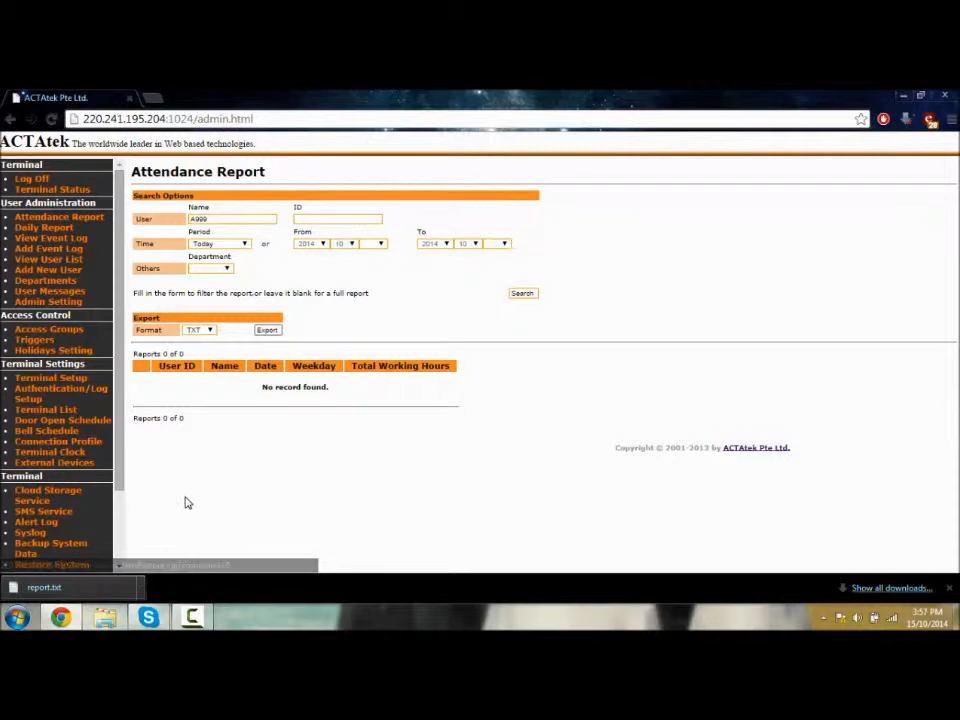 ACTAtek Pte Ltd.
220.241.195.204:1024/admin.html
ACTAtek The worldwide leader in Web based technologies.
Terminal
Log Off
Terminal Status
User Administration
Attendance Report
Daily Report
View Event Log
Add Event Log
View User List
Add New User
Departments
User Messages
Admin Setting
Access Control
Access Groups
Triggers
Holidays Setting
Terminal Settings
Terminal Setup
Authentication/Log
Setup
Terminal List
Door Open Schedule
Bell Schedule
Connection Profile
Terminal Clock
External Devices
Terminal
Cloud Storage
Service
SMS Service
Alert Log
Syslog
Backup System
Data
Restore System
Attendance Report
Search Options
Name ID
User A999
Period From To
Time Today or 2014 10 2014 10
Department
Others
Fill in the form to filter the report,or leave it blank for a full report Search
Export
Format TXT Export
Reports 0 of 0
User ID Name Date Weekday Total Working Hours
No record found.
Reports 0 of 0
Copyright © 2001-2013 by ACTAtek Pte Ltd.
report.txt
Show all downloads...
3:57 PM
15/10/2014